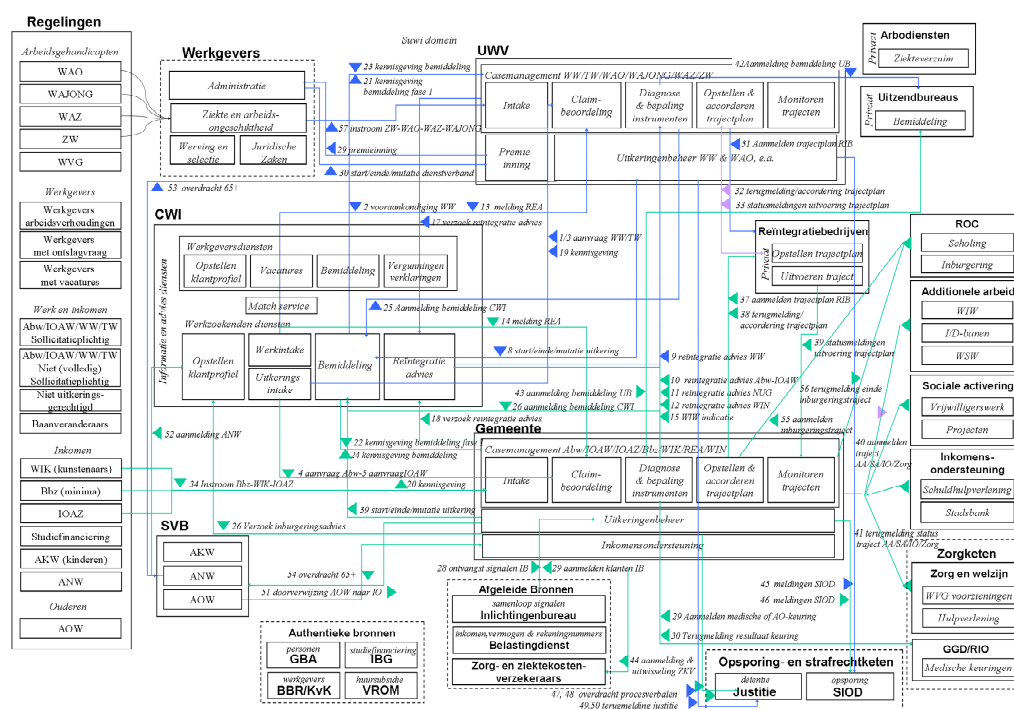 Regelingen
Arbeidsgehandicapten
WAO
WAJONG
WAZ
ZW
WVG
Werkgevers
Werkgevers
arbeidsverhoudingen
Werkgevers
met ontslagvraag
Werkgevers
met vacatures
Werk en inkomen
Abw/IOAW/WW/TW
Sollicitatieplichtig
Abw/IOAW/WW/TW
Niet (volledig)
Sollicitatieplichtig
Niet uitkerings-
gerechtigd
Baanveranderaars
Inkomen
WIK (kunstenaars)
Bbz (minima)
IOAZ
Studiefinanciering
AKW (kinderen)
ANW
Ouderen
AOW
Werkgevers
Administratie
Ziekte en arbeids-
ongeschiktheid
Werving en
selectie
Juridische
Zaken
Suwi domein
23 kennisgeving bemiddeling
21 kennisgeving
bemiddeling fase 1
57 instroom ZW-WAO-WAZ-WAJONG
29 premieinning
30 start/einde/mutatie dienstverband
53 overdracht 65+
2 vooraankondiging WW
13 melding REA
17 verzoek reintegratie advies
1/3 aanvraag WW/TW
19 kennisgeving
UWV
42Aanmelding bemiddeling UB
Casemanagement WW/TW/WAO/WAJONG/WAZ/ZW
Intake
Claim-
beoordeling
Diagnose
& bepaling
instrumenten
Opstellen &
accorderen
trajectplan
Monitoren
trajecten
Premie
inning
Uitkeringenbeheer WW & WAO, e.a.
31 Aanmelden trajectplan RIB
32 terugmelding/accordering trajectplan
33 statusmeldingen uitvoering trajectplan
Arbodiensten
Privaat
Ziekteverzuim
Uitzendbureaus
Privaat
Bemiddeling
CWI
Informatie en advies diensten
Werkgeversdiensten
Opstellen
klantprofiel
Vacatures
Bemiddeling
Vergunningen
verklaringen
Match service
Werkzoekenden diensten
Opstellen
klantprofiel
Werkintake
Uitkerings
intake
Bemiddeling
Reïntegratie
advies
25 Aanmelding bemiddeling CWI
14 melding REA
8 start/einde/mutatie uitkering
Reïntegratiebedrijven
Privaat
Opstellen trajectplan
Uitvoeren traject
37 aanmelden trajectplan RIB
38 terugmelding/
accordering trajectplan
39 statusmeldingen
uitvoering trajectplan
9 reïntegratie advies WW
10 reintegratie advies Abw-IOAW
11 reïntegratie advies NUG
12 reintegratie advies WIN
15 WIW indicatie
43 aanmelding bemiddeling UB
26 aanmelding bemiddeling CWI
18 verzoek reintegratie advies
56 terugmelding einde
inburgeringstraject
55 aanmelden
inburgeringstraject
40 aanmelden
traject
AA/SA/IO/Zorg
41 terugmelding status
traject AA/SA/IO/Zorg
ROC
Scholing
Inburgering
Additionele arbeid
WIW
I/D-banen
WSW
Sociale activering
Vrijwilligerswerk
Projecten
Inkomens-
ondersteuning
Schuldhulpverlening
Stadsbank
Zorgketen
Zorg en welzijn
WVG voorzieningen
Hulpverlening
GGD/RIO
Medische keuringen
52 aanmelding ANW
22 kennisgeving bemiddeling fase
24 kennisgeving bemiddeling
4 aanvraag Abw-5 aanvraagIOAW
34 Instroom Bbz-WIK-IOAZ
20 kennisgeving
59 start/einde/mutatie uitkering
26 Verzoek inburgeringsadvies
Gemeente
Casemanagement Abw/IOAW/IOAZ/Bbz/WIK/REA/WIN
Intake
Claim-
beoordeling
Diagnose
& bepaling
instrumenten
Opstellen &
accorderen
trajectplan
Monitoren
trajecten
Uitkeringenbeheer
Inkomensondersteuning
SVB
AKW
ANW
AOW
54 overdracht 65+
51 doorverwijzing AOW naar IO
28 ontvangst signalen IB
29 aanmelden klanten IB
45 meldingen SIOD
46 meldingen SIOD
29 Aanmelden medische of AO-keuring
30 Terugmelding resultaat keuring
44 aanmelding &
uitwisseling ZKV
47, 48 overdracht processverbalen
49,50 terugmelding justitie
Authentieke bronnen
personen
GBA
studiefinanciering
IBG
werkgevers
BBR/KvK
huursubsidie
VROM
Afgeleide Bronnen
samenloop signalen
Inlichtingenbureau
inkomen,vermogen & rekeningnummers
Belastingdienst
Zorg- en ziektekosten-
verzekeraars
Opsporing- en strafrechtketen
detentie
Justitie
opsporing
SIOD